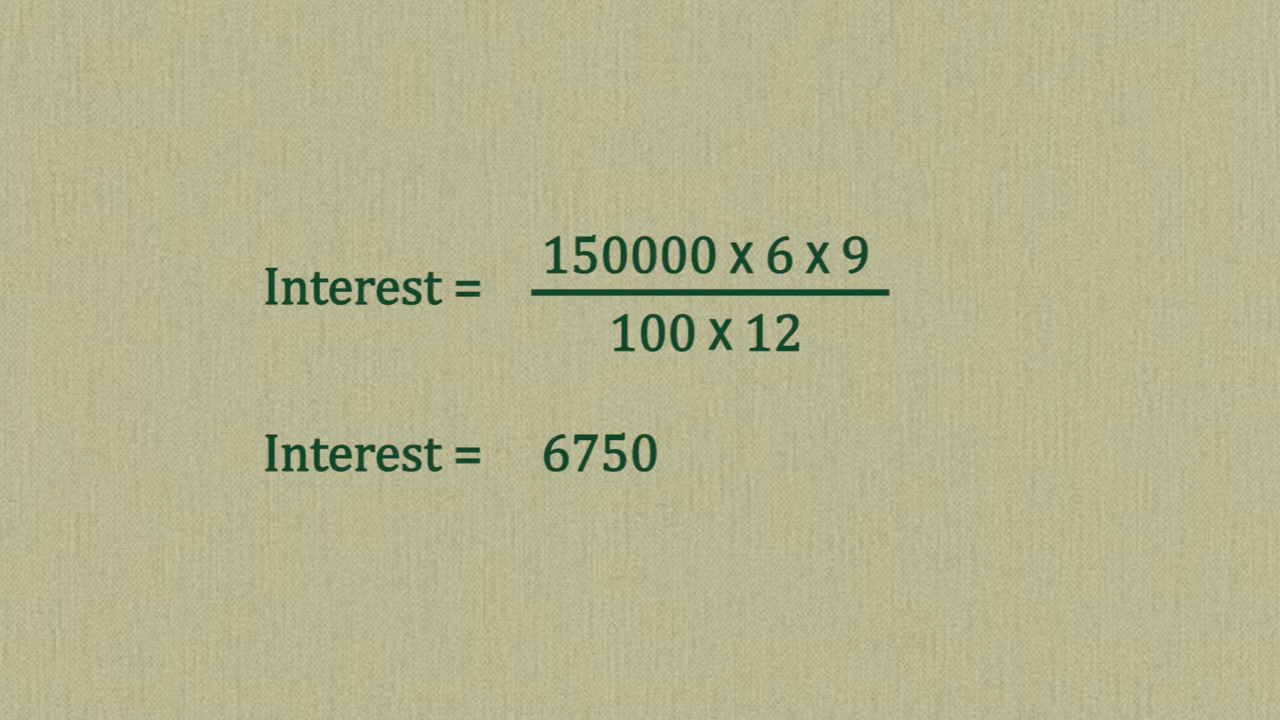 Interest = 150000 x 6 x 9
100 x 12
Interest = 6750